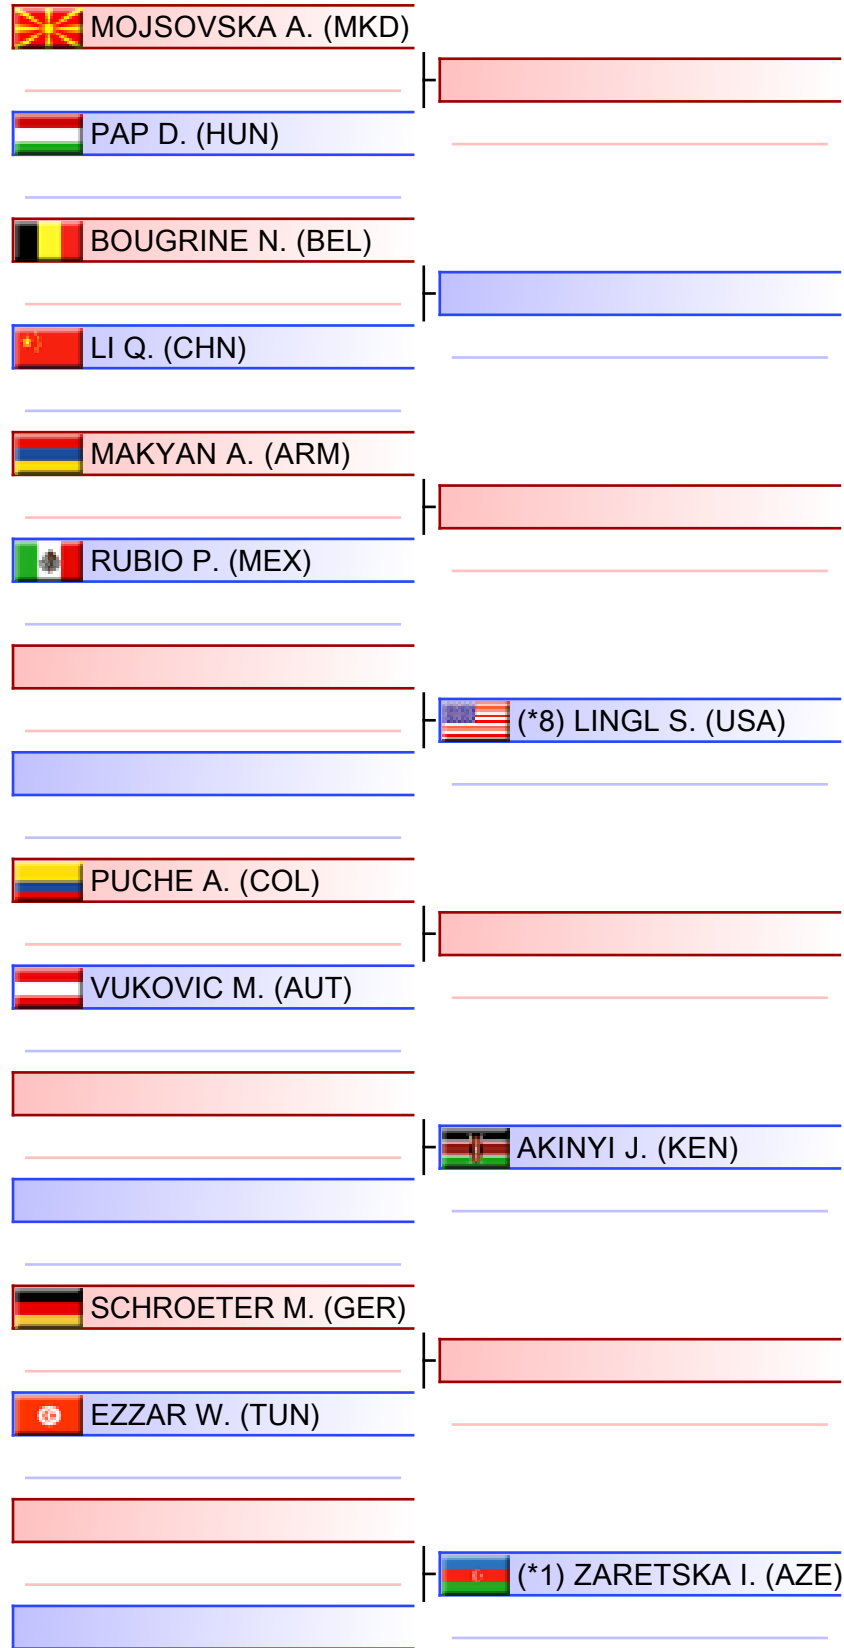 MOJSOVSKA A. (MKD)
PAP D. (HUN)
BOUGRINE N. (BEL)
LI Q. (CHN)
MAKYAN A. (ARM)
RUBIO P. (MEX)
(*8) LINGL S. (USA)
PUCHE A. (COL)
VUKOVIC M. (AUT)
AKINYI J. (KEN)
SCHROETER M. (GER)
EZZAR W. (TUN)
(*1) ZARETSKA I. (AZE)